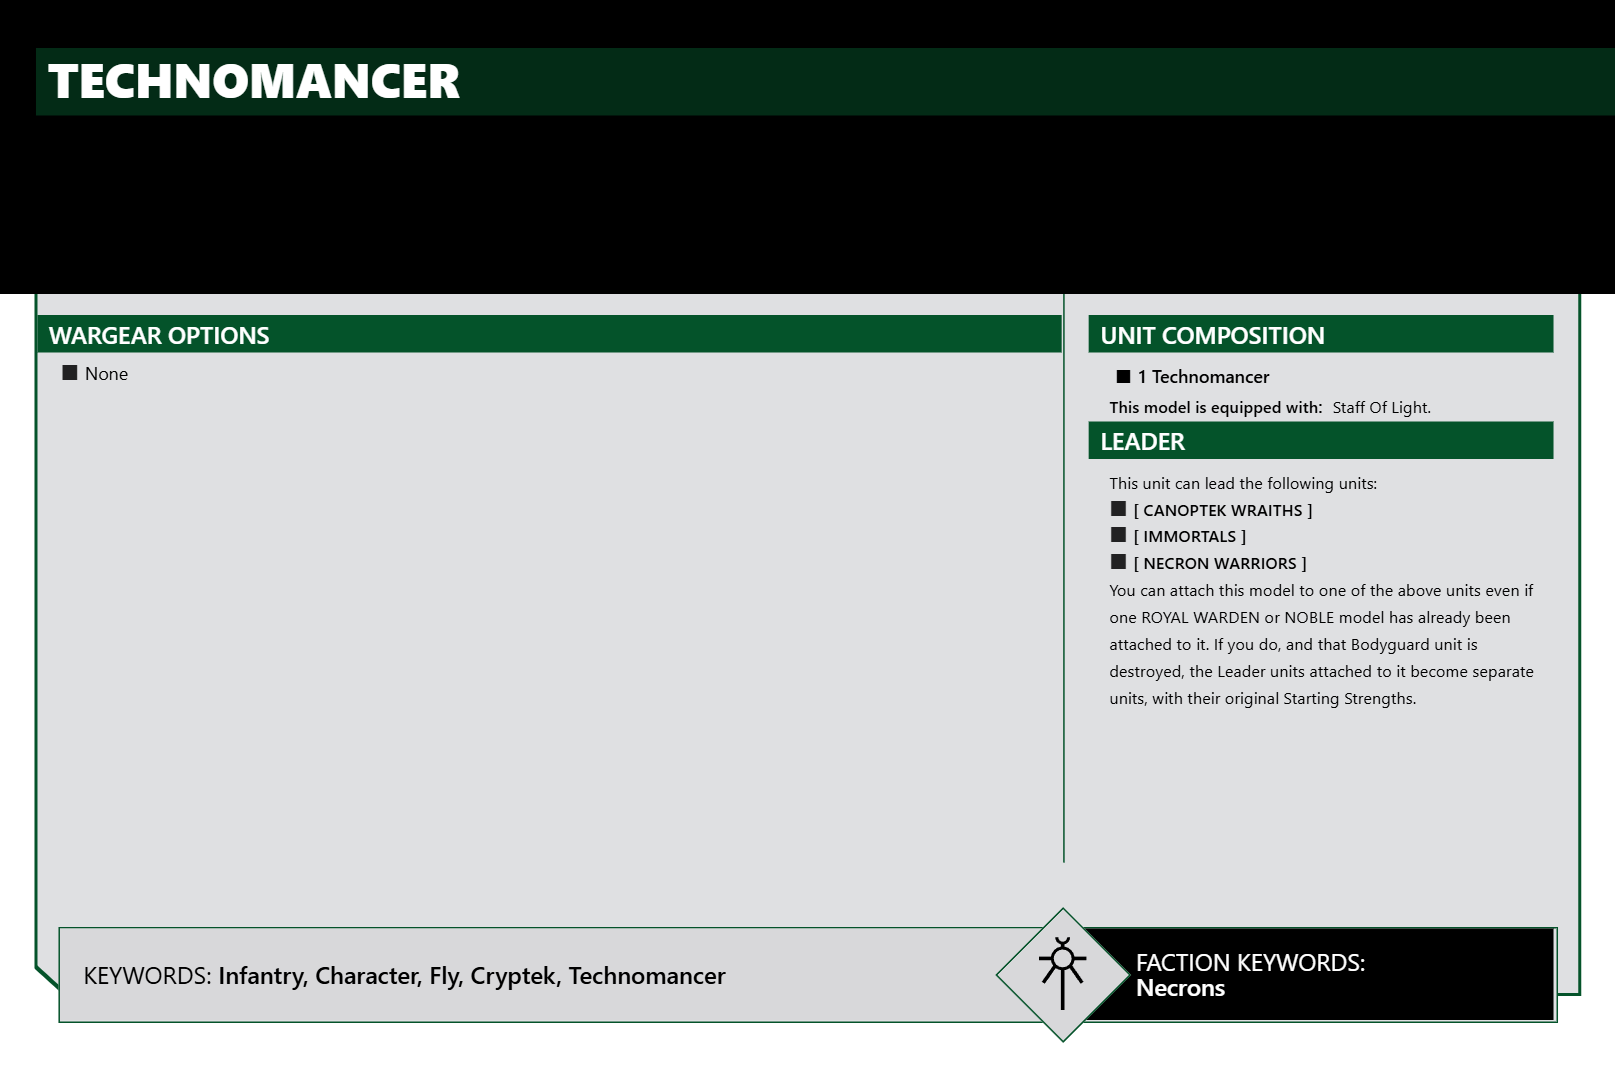 TECHNOMANCER
WARGEAR OPTIONS
■ None
UNIT COMPOSITION
■ 1 Technomancer
This model is equipped with: Staff Of Light.
LEADER
This unit can lead the following units:
■ [ CANOPTEK WRAITHS ]
■ [ IMMORTALS ]
■ [ NECRON WARRIORS ]
You can attach this model to one of the above units even if
one ROYAL WARDEN or NOBLE model has already been
attached to it. If you do, and that Bodyguard unit is
destroyed, the Leader units attached to it become separate
units, with their original Starting Strengths.
KEYWORDS: Infantry, Character, Fly, Cryptek, Technomancer
FACTION KEYWORDS:
Necrons